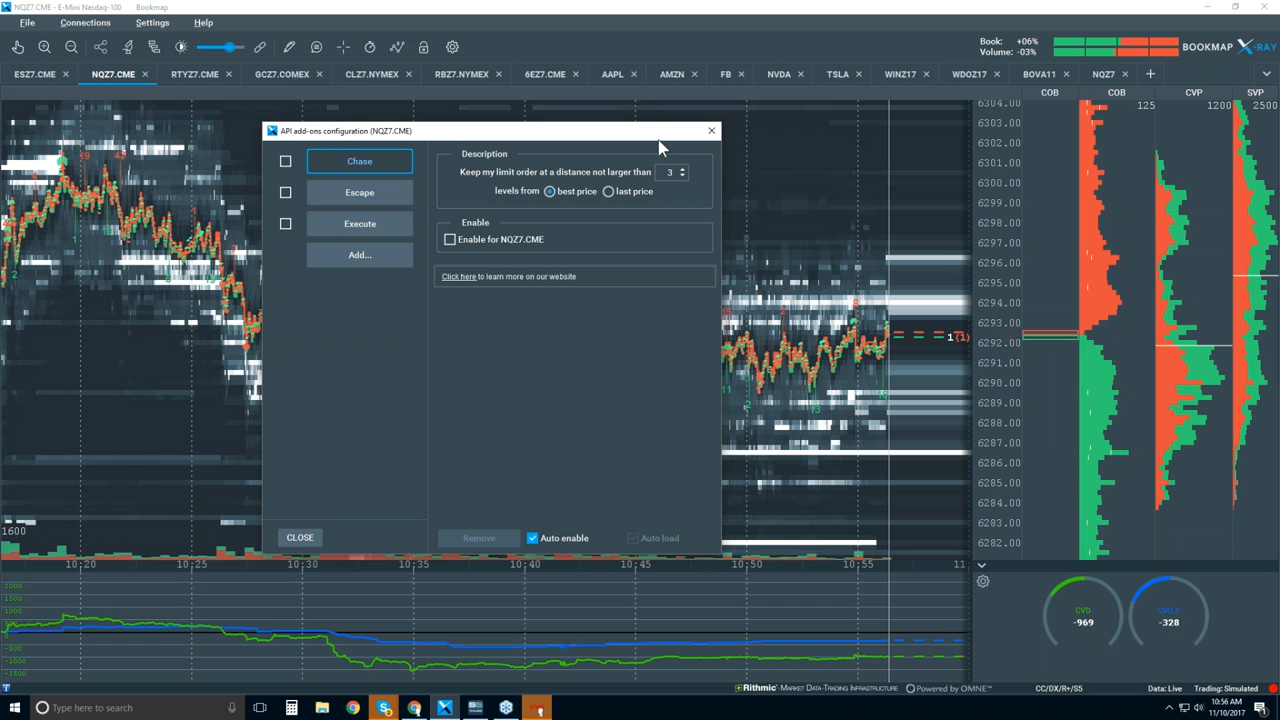 NQZ7.CME - E-Mini Nasdaq-100 Bookmap
File Connections Settings Help
Book: +06%
Volume: -03%
BOOKMAP X-RAY
ESZ7.CME NQZ7.CME RTYZ7.CME GCZ7.COMEX CLZ7.NYMEX RBZ7.NYMEX 6EZ7.CME AAPL AMZN FB NVDA TSLA WINZ17 WDOZ17 BOVA11 NQZ7
COB COB CVP SVP
125 1200 2500
API add-ons configuration (NQZ7.CME)
Chase
Escape
Execute
Add...
CLOSE
Description
Keep my limit order at a distance not larger than 3
levels from best price last price
Enable
Enable for NQZ7.CME
Click here to learn more on our website
Remove Auto enable Auto load
6304.00
6303.00
6302.00
6301.00
6300.00
6299.00
6298.00
6297.00
6296.00
6295.00
6294.00
6293.00
6292.00
6291.00
6290.00
6289.00
6288.00
6287.00
6286.00
6285.00
6284.00
6283.00
6282.00
1 (1)
1600
10:20 10:25 10:30 10:35 10:40 10:45 10:50 10:55 11
2000
1500
1000
500
0
-500
-1000
-1500
CVD
-969
CVD X
-328
Rithmic™-MARKET DATA-TRADING INFRASTRUCTURE Powered by OMNE™ CC/DX/R+/S5 Data: Live Trading: Simulated
Type here to search
10:56 AM
11/10/2017